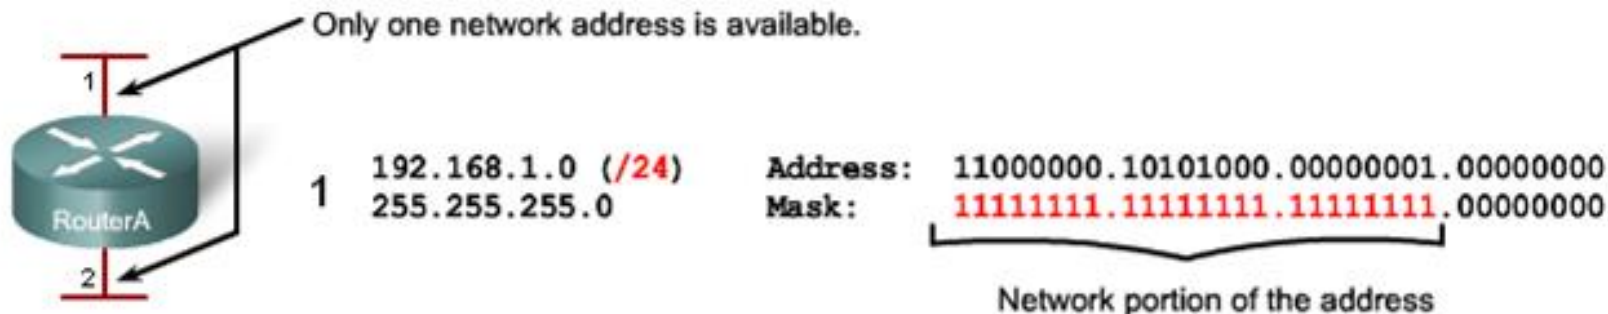 Only one network address is available.
1
RouterA
2
1
192.168.1.0 (/24)
255.255.255.0
Address: 11000000.10101000.00000001.00000000
Mask: 11111111.11111111.11111111.00000000
Network portion of the address